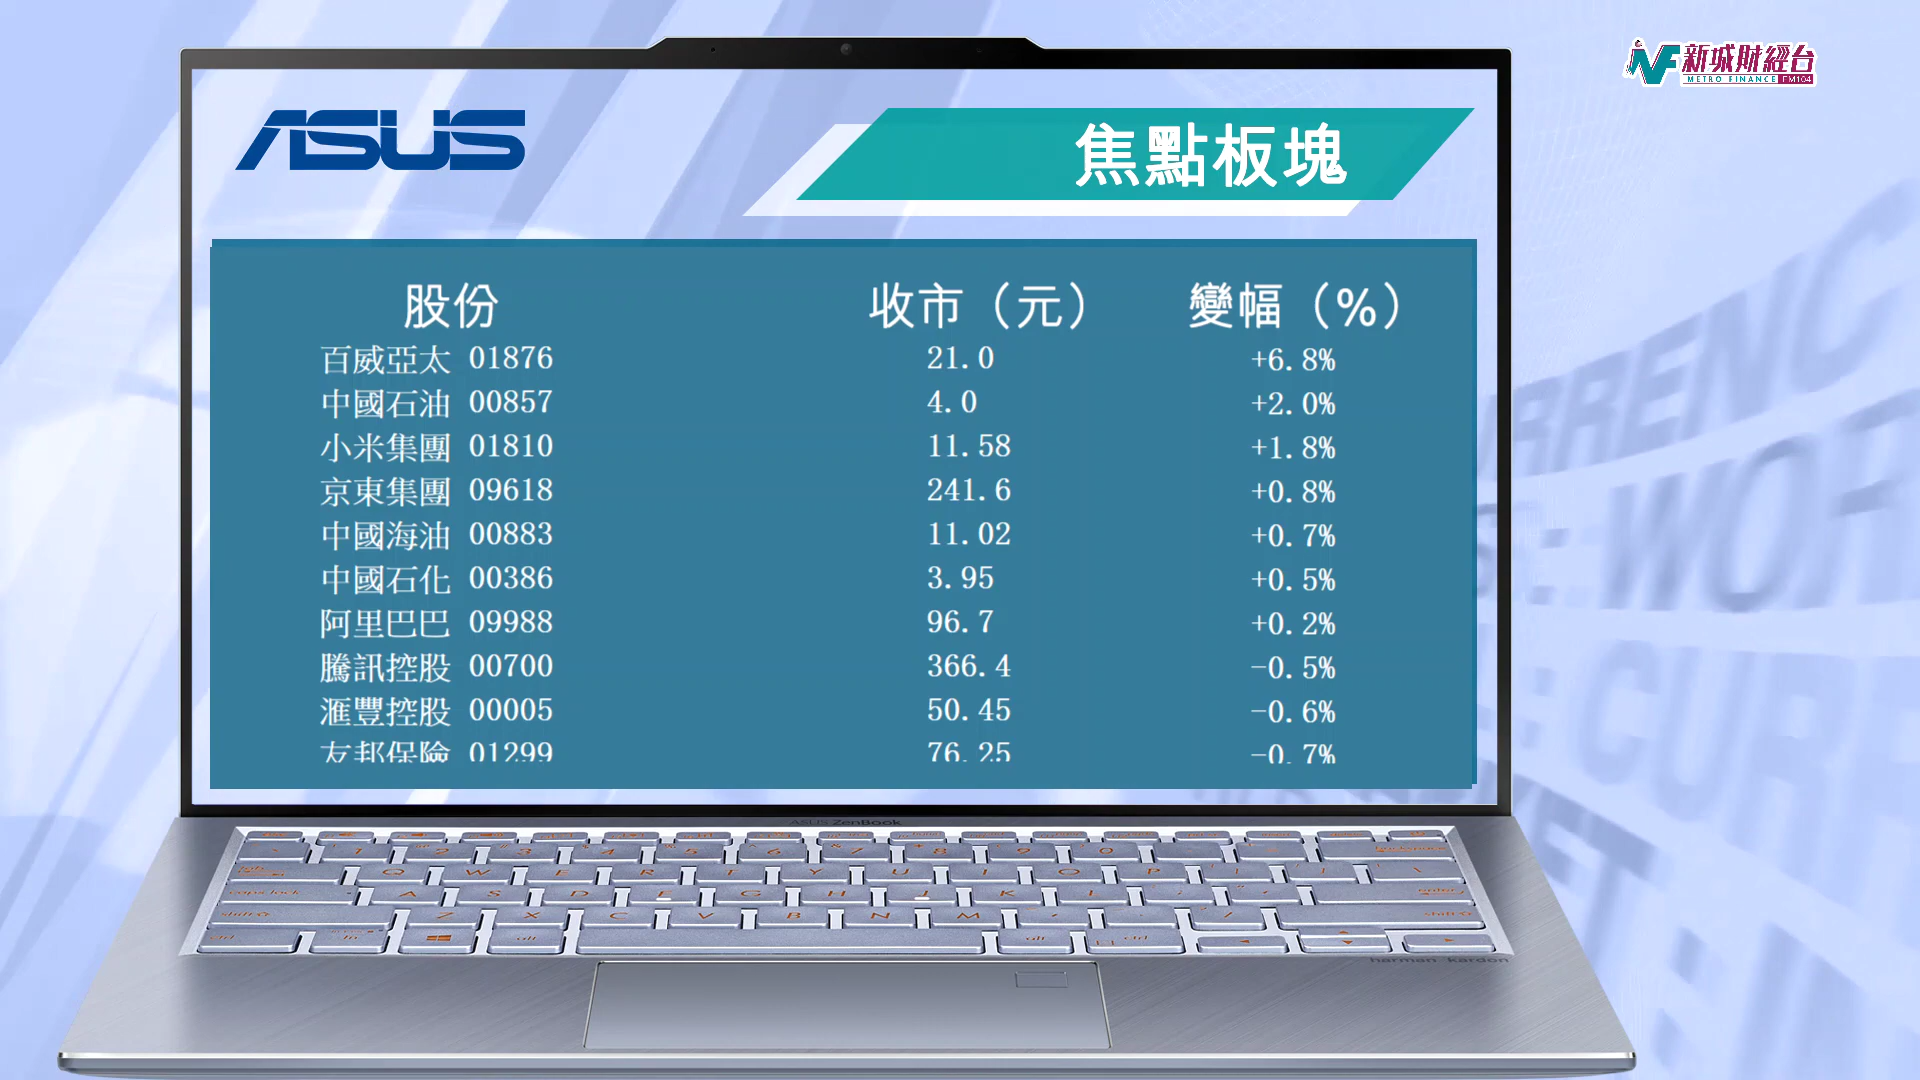 新城財經台
METRO FINANCE FM104
ASUS
焦點板塊
股份 收市（元） 變幅（%）
百威亞太 01876 21.0 +6.8%
中國石油 00857 4.0 +2.0%
小米集團 01810 11.58 +1.8%
京東集團 09618 241.6 +0.8%
中國海油 00883 11.02 +0.7%
中國石化 00386 3.95 +0.5%
阿里巴巴 09988 96.7 +0.2%
騰訊控股 00700 366.4 -0.5%
滙豐控股 00005 50.45 -0.6%
友邦保險 01299 76.25 -0.7%
ASUS ZenBook
harman/kardon